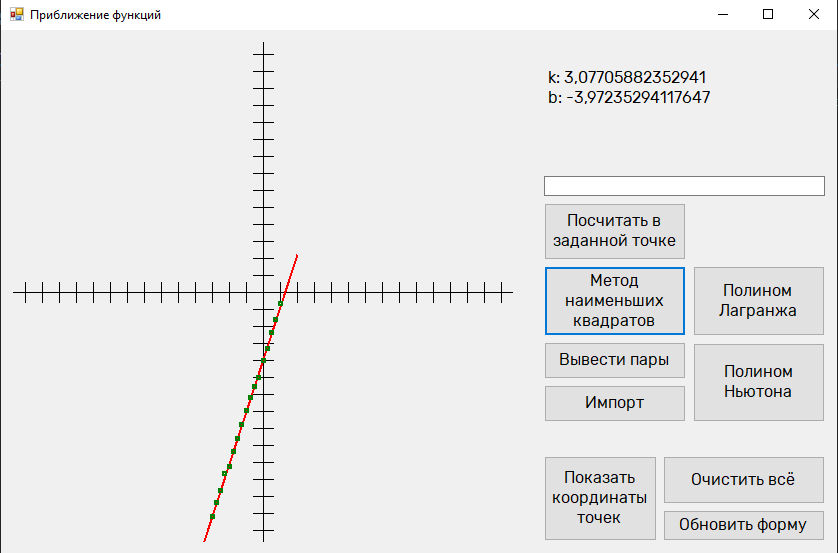 Приближение функций
k: 3,07705882352941
b: -3,97235294117647
Посчитать в
заданной точке
Метод
наименьших
квадратов
Полином
Лагранжа
Вывести пары
Полином
Ньютона
Импорт
Показать
координаты
точек
Очистить всё
Обновить форму